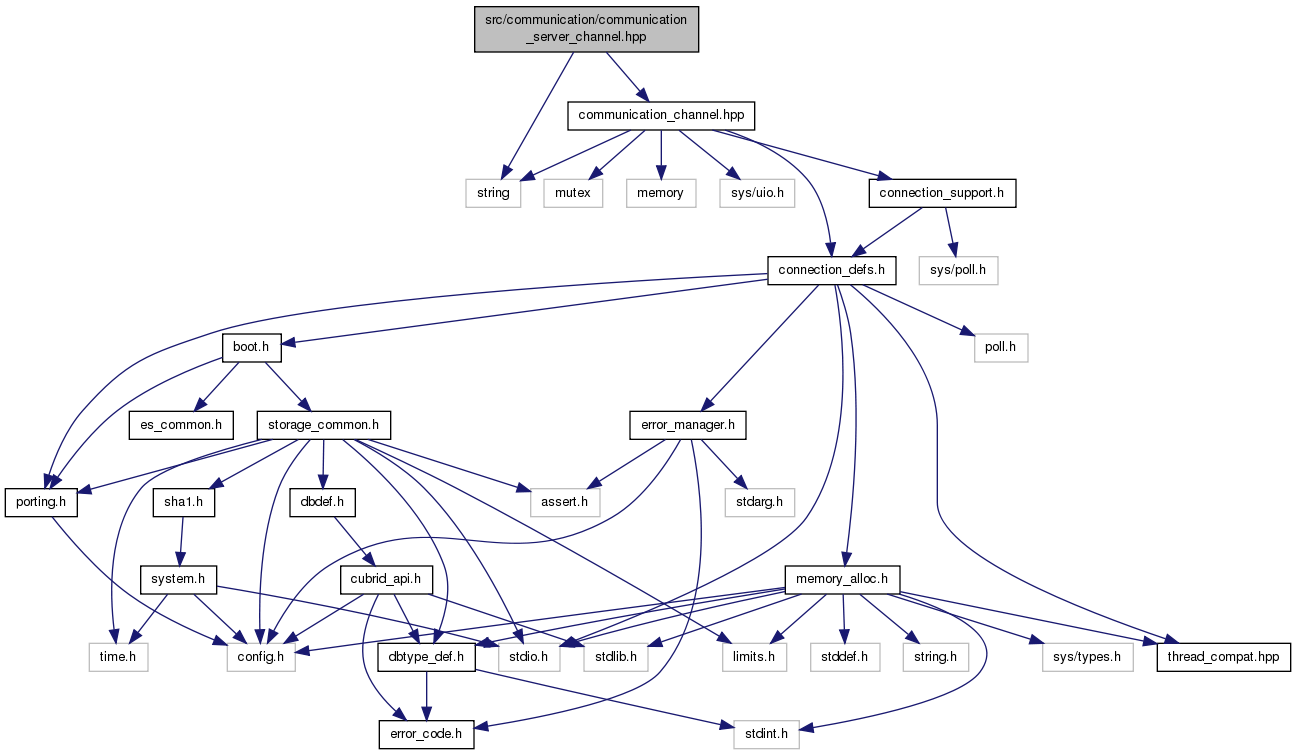 src/communication/communication
_server_channel.hpp
communication_channel.hpp
string
mutex
memory
sys/uio.h
connection_support.h
connection_defs.h
sys/poll.h
boot.h
poll.h
es_common.h
storage_common.h
error_manager.h
porting.h
sha1.h
dbdef.h
assert.h
stdarg.h
system.h
cubrid_api.h
memory_alloc.h
time.h
config.h
dbtype_def.h
stdio.h
stdlib.h
limits.h
stddef.h
string.h
sys/types.h
thread_compat.hpp
error_code.h
stdint.h